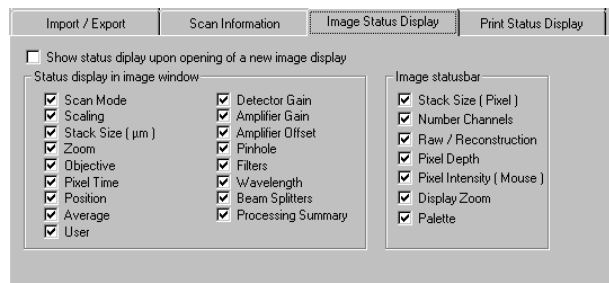 Import / Export
Scan Information
Image Status Display
Print Status Display
Show status diplay upon opening of a new image display
Status display in image window
Scan Mode
Scaling
Stack Size ( µm )
Zoom
Objective
Pixel Time
Position
Average
User
Detector Gain
Amplifier Gain
Amplifier Offset
Pinhole
Filters
Wavelength
Beam Splitters
Processing Summary
Image statusbar
Stack Size ( Pixel )
Number Channels
Raw / Reconstruction
Pixel Depth
Pixel Intensity ( Mouse )
Display Zoom
Palette